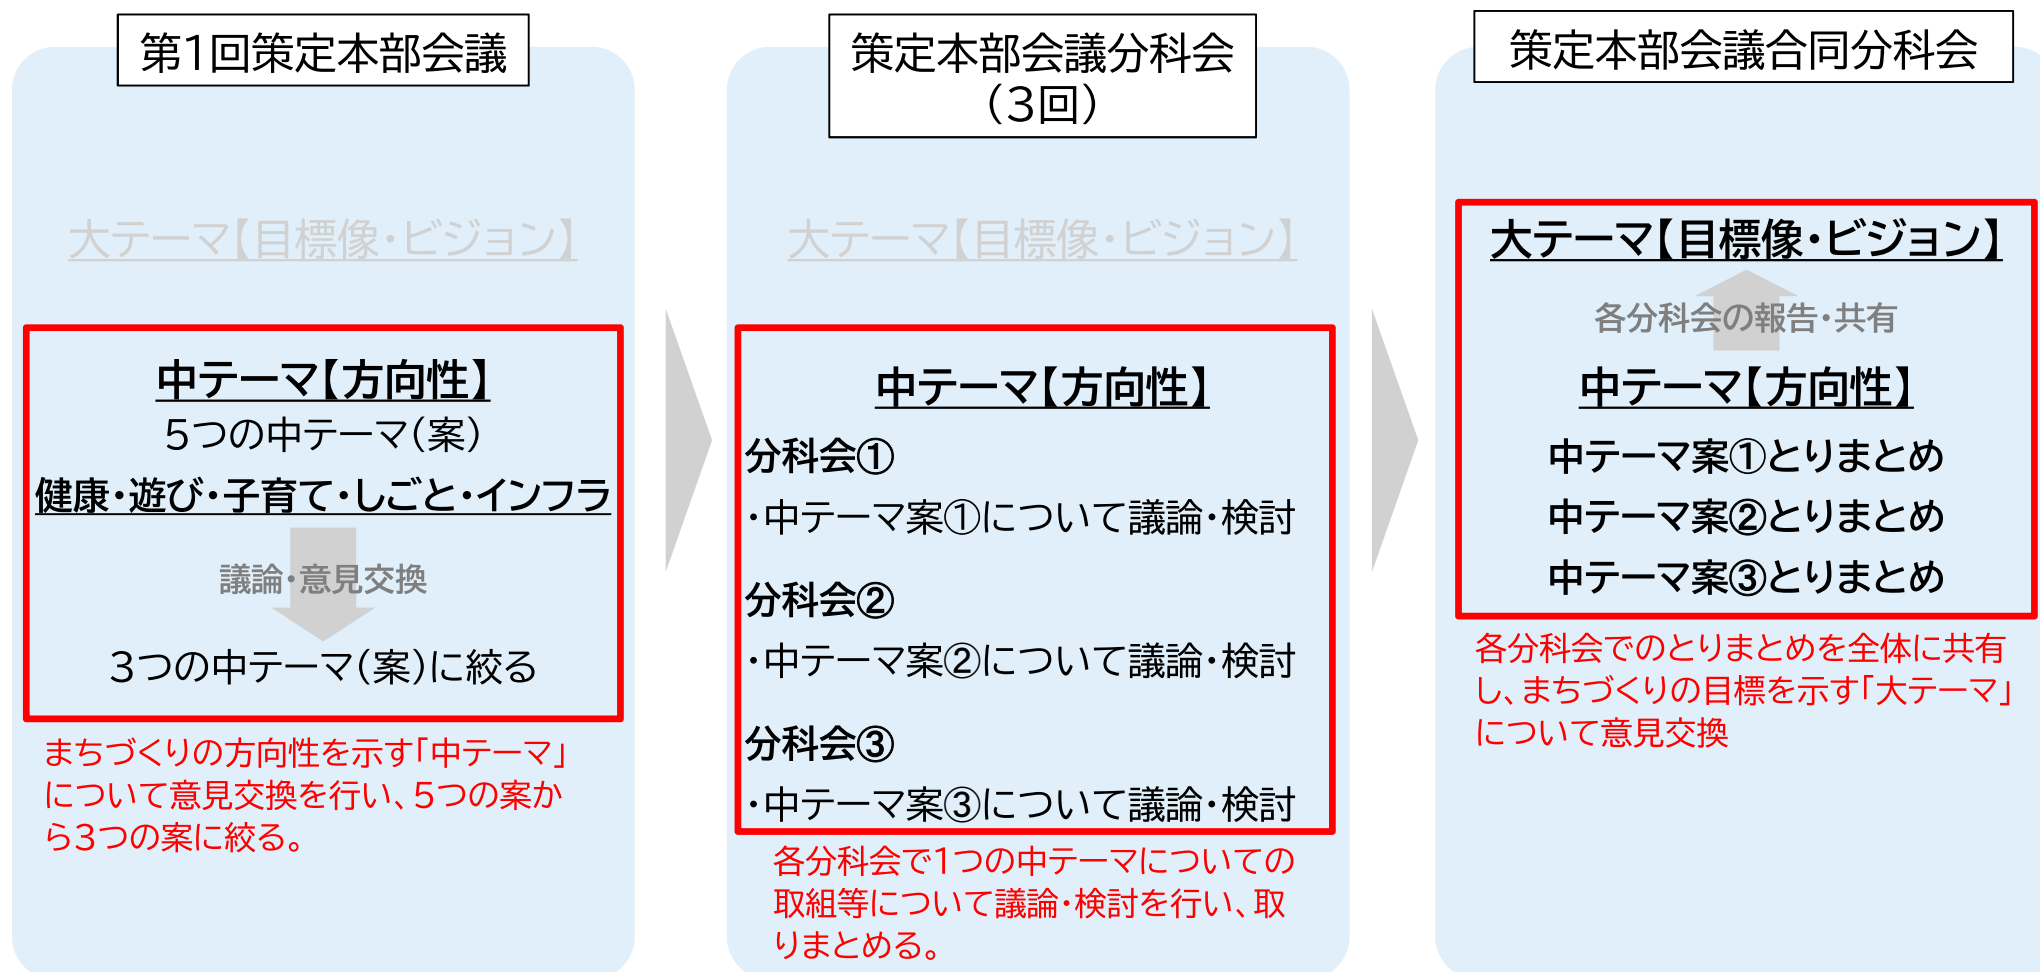 第1回策定本部会議
大テーマ【目標像・ビジョン】
中テーマ【方向性】
5つの中テーマ(案)
健康・遊び・子育て・しごと・インフラ
議論・意見交換
3つの中テーマ(案)に絞る
まちづくりの方向性を示す「中テーマ」
について意見交換を行い、5つの案か
ら3つの案に絞る。
策定本部会議分科会
(3回)
大テーマ【目標像・ビジョン】
中テーマ【方向性】
分科会①
・中テーマ案①について議論・検討
分科会②
・中テーマ案②について議論・検討
分科会③
・中テーマ案③について議論・検討
各分科会で1つの中テーマについての
取組等について議論・検討を行い、取
りまとめる。
策定本部会議合同分科会
大テーマ【目標像・ビジョン】
各分科会の報告・共有
中テーマ【方向性】
中テーマ案①とりまとめ
中テーマ案②とりまとめ
中テーマ案③とりまとめ
各分科会でのとりまとめを全体に共有
し、まちづくりの目標を示す「大テーマ」
について意見交換